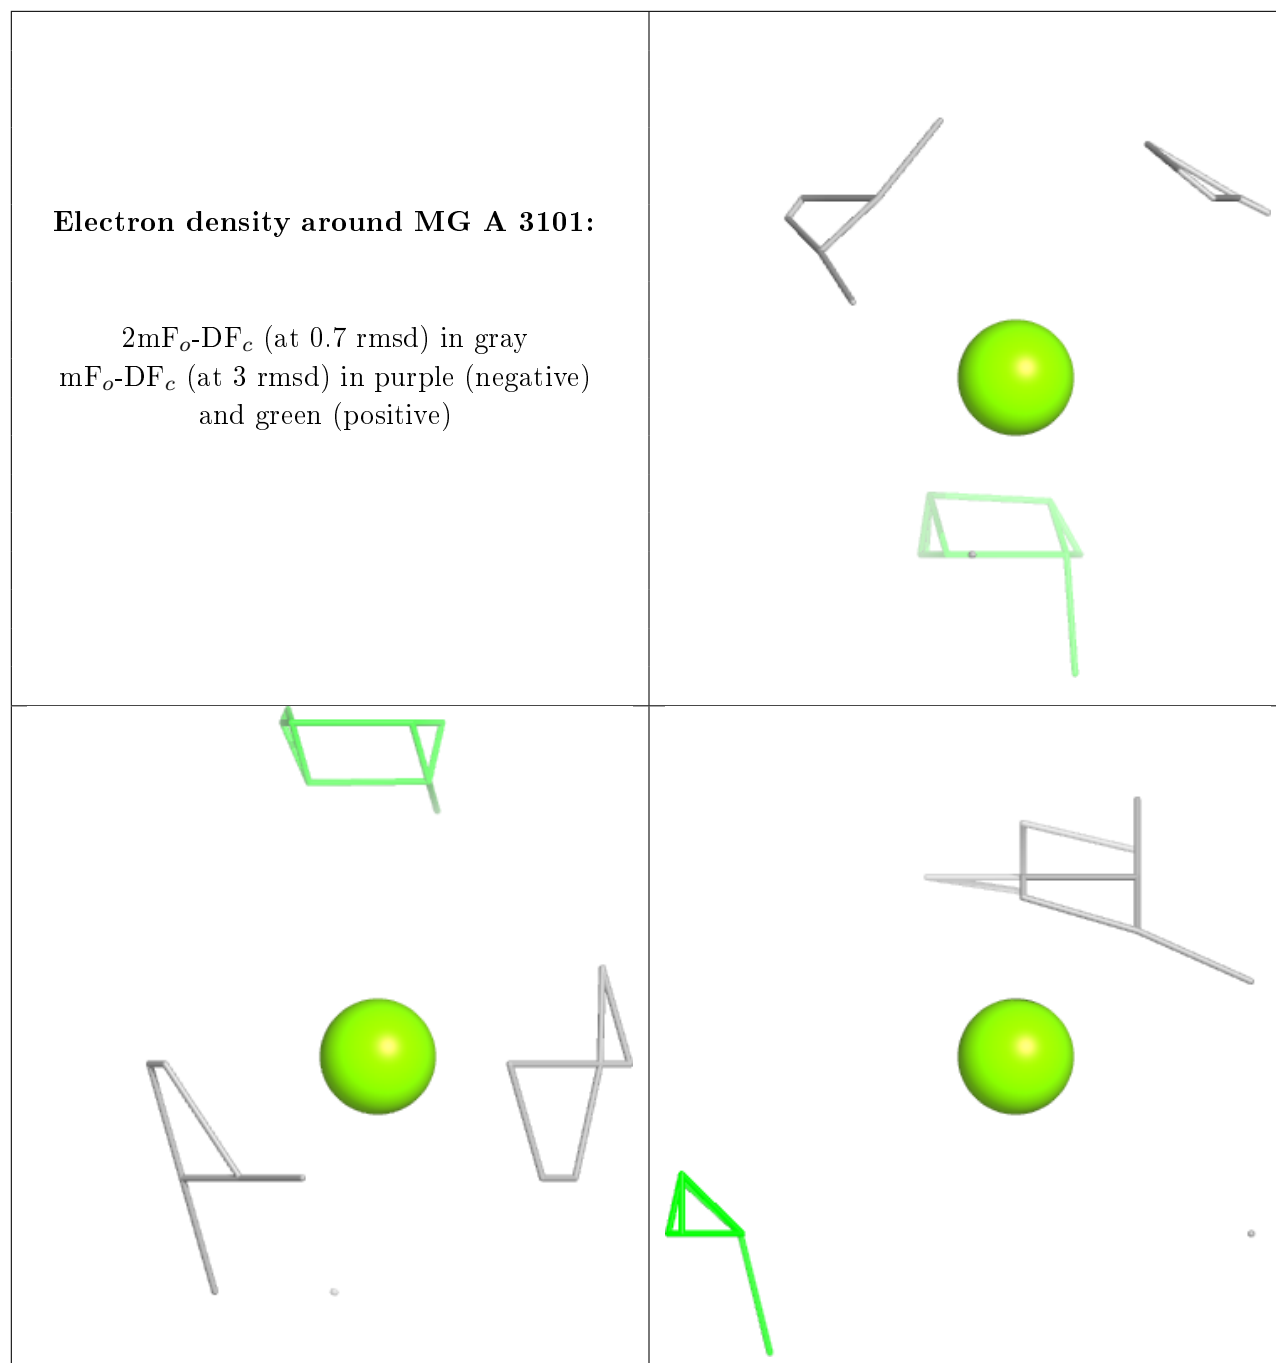 Electron density around MG A 3101:
2mFo-DFc (at 0.7 rmsd) in gray
mFo-DFc (at 3 rmsd) in purple (negative)
and green (positive)